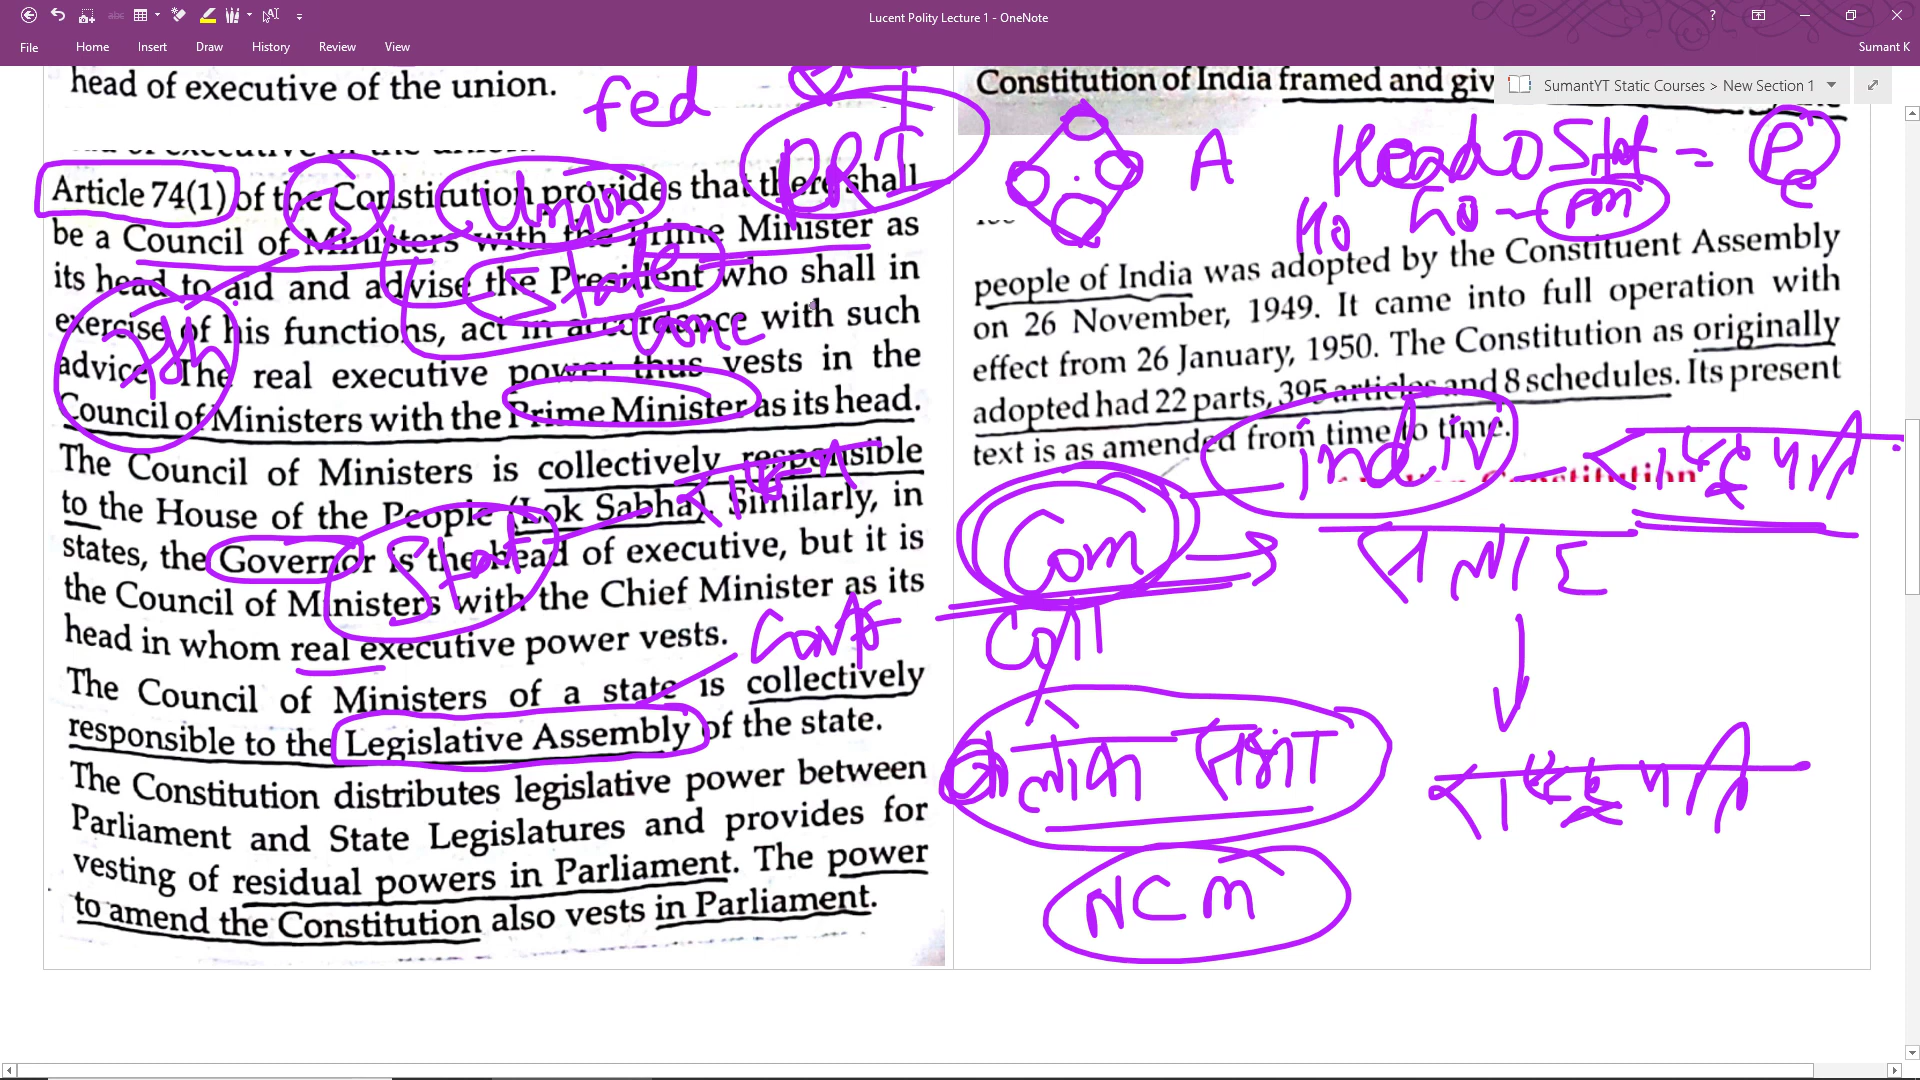 Lucent Polity Lecture 1 - OneNote
File Home Insert Draw History Review View
Sumant K
SumantYT Static Courses > New Section 1
head of executive of the union.
fed
Article 74(1) of the Constitution provides that there shall
be a Council of Ministers with the Prime Minister as
its head to aid and advise the President who shall in
exercise of his functions, act in accordance with such
advice. The real executive power thus vests in the
Council of Ministers with the Prime Minister as its head.
The Council of Ministers is collectively responsible
to the House of the People (Lok Sabha). Similarly, in
states, the Governor is the head of executive, but it is
the Council of Ministers with the Chief Minister as its
head in whom real executive power vests.
The Council of Ministers of a state is collectively
responsible to the Legislative Assembly of the state.
The Constitution distributes legislative power between
Parliament and State Legislatures and provides for
vesting of residual powers in Parliament. The power
to amend the Constitution also vests in Parliament.
Union
State
Conc
7th
Stat
PRI
Constitution of India framed and giv
A
Head O Stat = P
PM
people of India was adopted by the Constituent Assembly
on 26 November, 1949. It came into full operation with
effect from 26 January, 1950. The Constitution as originally
adopted had 22 parts, 395 articles and 8 schedules. Its present
text is as amended from time to time.
Constitution
indiv
Com
Coll
NCM